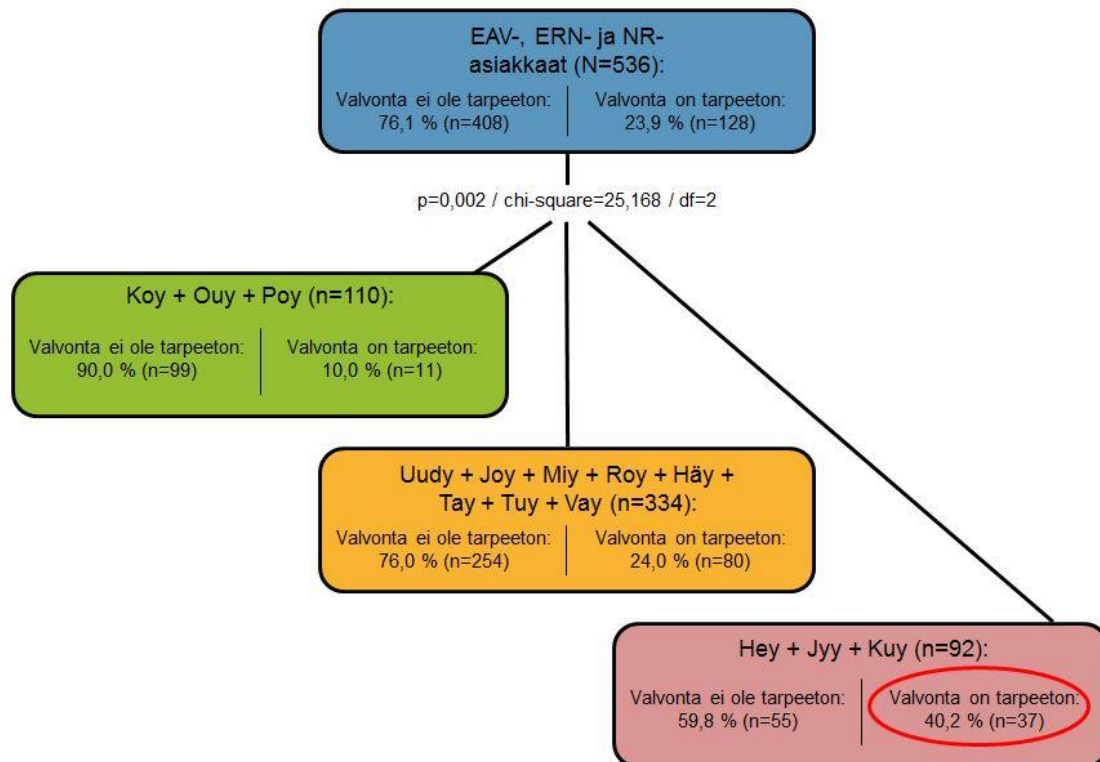 EAV-, ERN- ja NR-
asiakkaat (N=536):
Valvonta ei ole tarpeeton:
76,1 % (n=408)
Valvonta on tarpeeton:
23,9 % (n=128)
p=0,002 / chi-square=25,168 / df=2
Koy + Ouy + Poy (n=110):
Valvonta ei ole tarpeeton:
90,0 % (n=99)
Valvonta on tarpeeton:
10,0 % (n=11)
Uudy + Joy + Miy + Roy + Häy +
Tay + Tuy + Vay (n=334):
Valvonta ei ole tarpeeton:
76,0 % (n=254)
Valvonta on tarpeeton:
24,0 % (n=80)
Hey + Jyy + Kuy (n=92):
Valvonta ei ole tarpeeton:
59,8 % (n=55)
Valvonta on tarpeeton:
40,2 % (n=37)